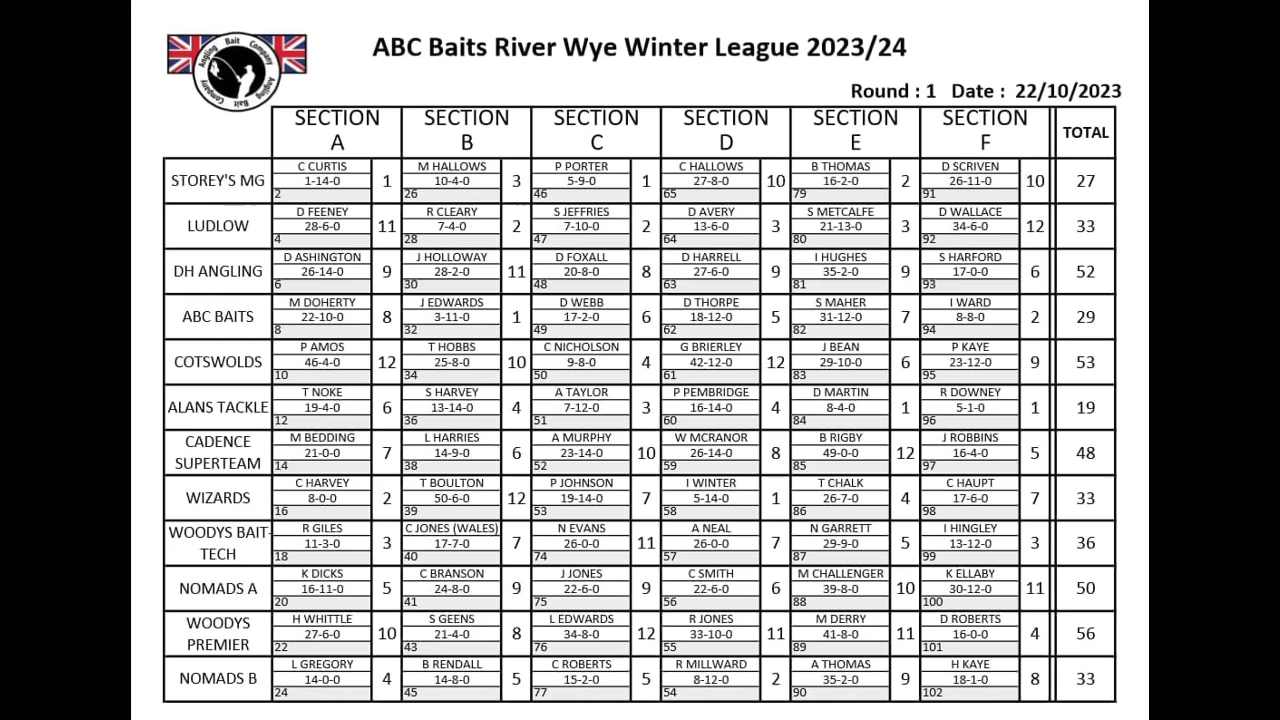 Angling Bait Company
Angling Bait Company
ABC Baits River Wye Winter League 2023/24
Round : 1 Date : 22/10/2023
SECTION A SECTION B SECTION C SECTION D SECTION E SECTION F TOTAL
STOREY'S MG
C CURTIS 1-14-0 2 1
M HALLOWS 10-4-0 26 3
P PORTER 5-9-0 46 1
C HALLOWS 27-8-0 65 10
B THOMAS 16-2-0 79 2
D SCRIVEN 26-11-0 91 10
27
LUDLOW
D FEENEY 28-6-0 4 11
R CLEARY 7-4-0 28 2
S JEFFRIES 7-10-0 47 2
D AVERY 13-6-0 64 3
S METCALFE 21-13-0 80 3
D WALLACE 34-6-0 92 12
33
DH ANGLING
D ASHINGTON 26-14-0 6 9
J HOLLOWAY 28-2-0 30 11
D FOXALL 20-8-0 48 8
D HARRELL 27-6-0 63 9
I HUGHES 35-2-0 81 9
S HARFORD 17-0-0 93 6
52
ABC BAITS
M DOHERTY 22-10-0 8 8
J EDWARDS 3-11-0 32 1
D WEBB 17-2-0 49 6
D THORPE 18-12-0 62 5
S MAHER 31-12-0 82 7
I WARD 8-8-0 94 2
29
COTSWOLDS
P AMOS 46-4-0 10 12
T HOBBS 25-8-0 34 10
C NICHOLSON 9-8-0 50 4
G BRIERLEY 42-12-0 61 12
J BEAN 29-10-0 83 6
P KAYE 23-12-0 95 9
53
ALANS TACKLE
T NOKE 19-4-0 12 6
S HARVEY 13-14-0 36 4
A TAYLOR 7-12-0 51 3
P PEMBRIDGE 16-14-0 60 4
D MARTIN 8-4-0 84 1
R DOWNEY 5-1-0 96 1
19
CADENCE SUPERTEAM
M BEDDING 21-0-0 14 7
L HARRIES 14-9-0 38 6
A MURPHY 23-14-0 52 10
W MCRANOR 26-14-0 59 8
B RIGBY 49-0-0 85 12
J ROBBINS 16-4-0 97 5
48
WIZARDS
C HARVEY 8-0-0 16 2
T BOULTON 50-6-0 39 12
P JOHNSON 19-14-0 53 7
I WINTER 5-14-0 58 1
T CHALK 26-7-0 86 4
C HAUPT 17-6-0 98 7
33
WOODYS BAIT-TECH
R GILES 11-3-0 18 3
C JONES (WALES) 17-7-0 40 7
N EVANS 26-0-0 74 11
A NEAL 26-0-0 57 7
N GARRETT 29-9-0 87 5
I HINGLEY 13-12-0 99 3
36
NOMADS A
K DICKS 16-11-0 20 5
C BRANSON 24-8-0 41 9
J JONES 22-6-0 75 9
C SMITH 22-6-0 56 6
M CHALLENGER 39-8-0 88 10
K ELLABY 30-12-0 100 11
50
WOODYS PREMIER
H WHITTLE 27-6-0 22 10
S GEENS 21-4-0 43 8
L EDWARDS 34-8-0 76 12
R JONES 33-10-0 55 11
M DERRY 41-8-0 89 11
D ROBERTS 16-0-0 101 4
56
NOMADS B
L GREGORY 14-0-0 24 4
B RENDALL 14-8-0 45 5
C ROBERTS 15-2-0 77 5
R MILLWARD 8-12-0 54 2
A THOMAS 35-2-0 90 9
H KAYE 18-1-0 102 8
33